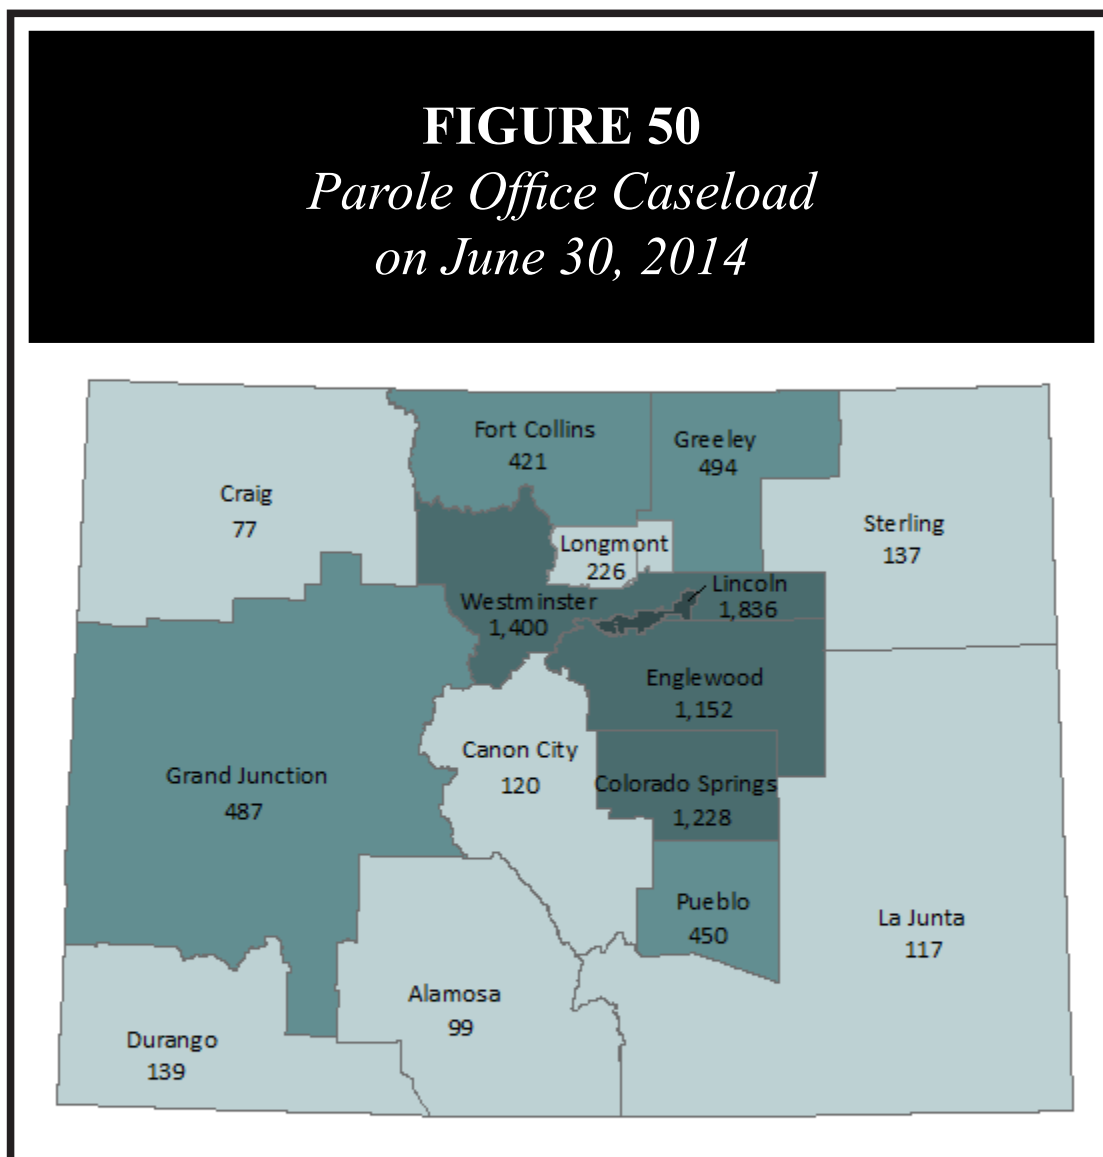 FIGURE 50
Parole Office Caseload
on June 30, 2014
Fort Collins
421
Greeley
494
Craig
77
Sterling
137
Longmont
226
Lincoln
1,836
Westminster
1,400
Englewood
1,152
Canon City
120
Grand Junction
487
Colorado Springs
1,228
Pueblo
450
La Junta
117
Alamosa
99
Durango
139